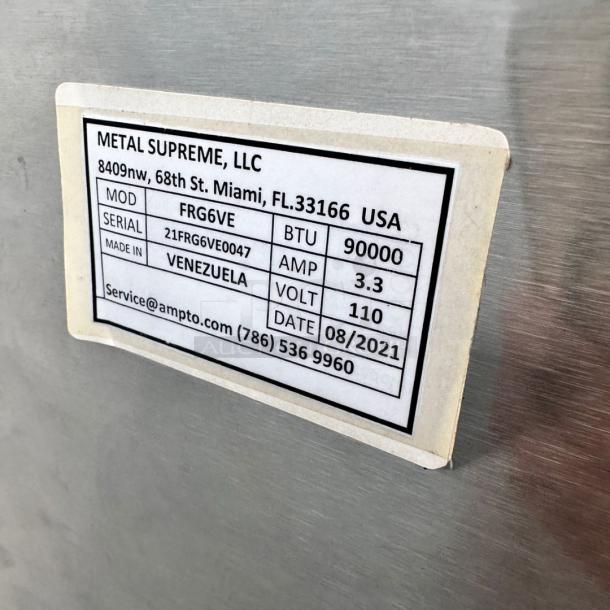 METAL SUPREME, LLC
8409nw, 68th St. Miami, FL.33166 USA
MOD FRG6VE BTU 90000
SERIAL 21FRG6VE0047 AMP 3.3
MADE IN VENEZUELA VOLT 110
DATE 08/2021
Service@ampto.com (786) 536 9960